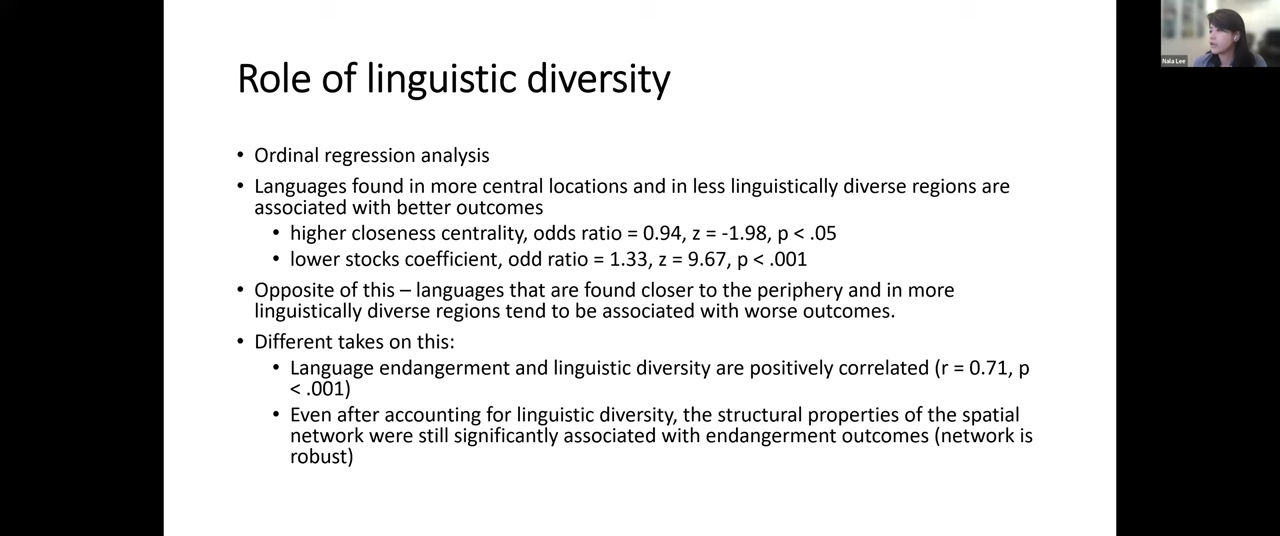 Role of linguistic diversity
Nala Lee
• Ordinal regression analysis
• Languages found in more central locations and in less linguistically diverse regions are
associated with better outcomes
• higher closeness centrality, odds ratio = 0.94, z = -1.98, p < .05
• lower stocks coefficient, odd ratio = 1.33, z = 9.67, p < .001
• Opposite of this – languages that are found closer to the periphery and in more
linguistically diverse regions tend to be associated with worse outcomes.
• Different takes on this:
• Language endangerment and linguistic diversity are positively correlated (r = 0.71, p
< .001)
• Even after accounting for linguistic diversity, the structural properties of the spatial
network were still significantly associated with endangerment outcomes (network is
robust)